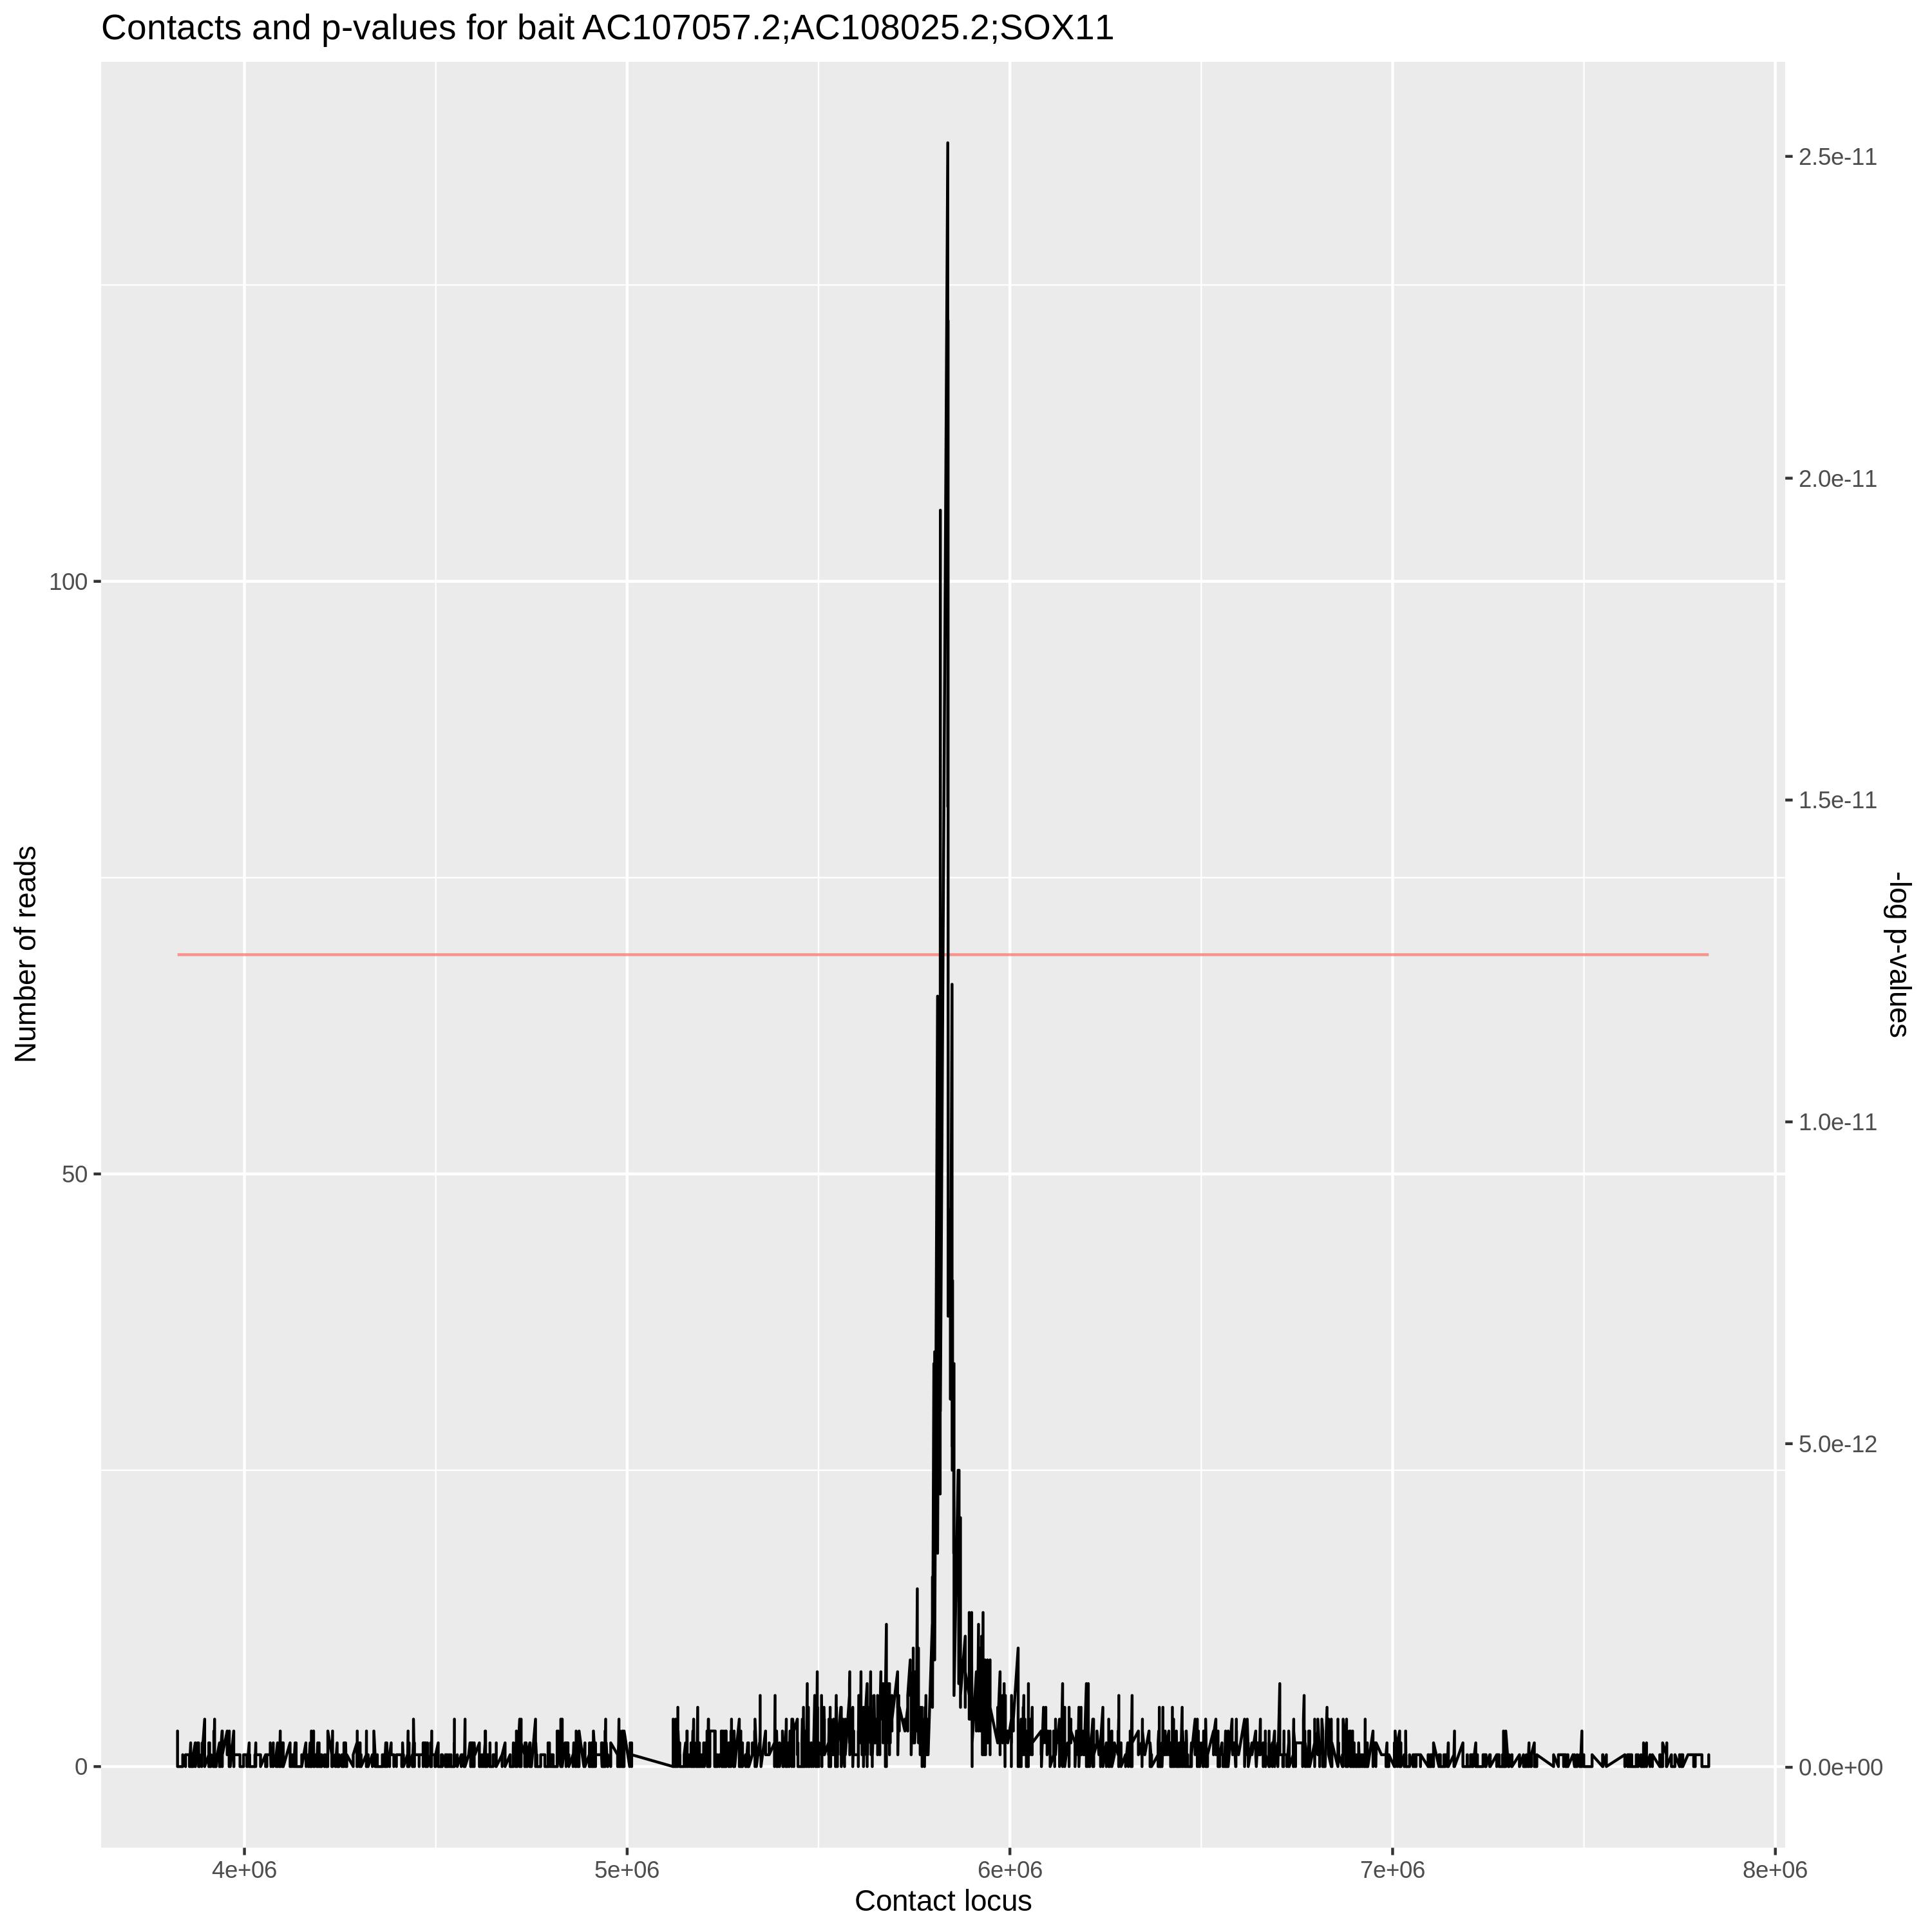 Contacts and p-values for bait AC107057.2;AC108025.2;SOX11
Number of reads
100
50
0
2.5e-11
2.0e-11
1.5e-11
1.0e-11
5.0e-12
0.0e+00
-log p-values
4e+06 5e+06 6e+06 7e+06 8e+06
Contact locus